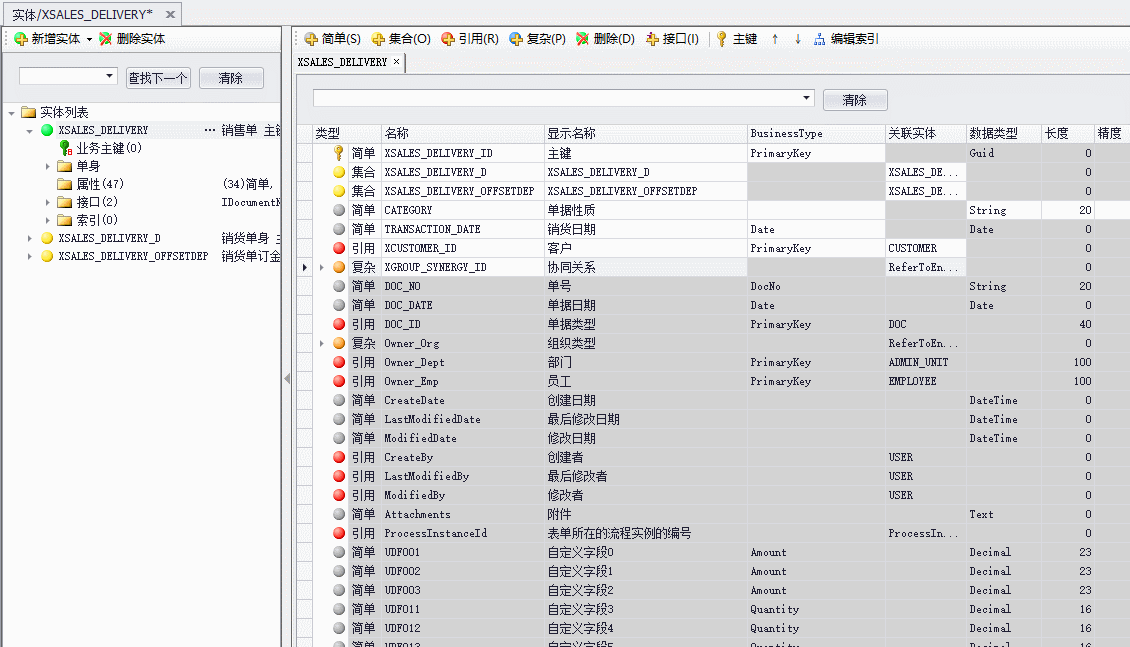 实体/XSALES_DELIVERY*
新增实体 删除实体
查找下一个 清除
实体列表
XSALES_DELIVERY ... 销售单 主键
业务主键(0)
单身
属性(47) (34)简单,
接口(2)
索引(0)
XSALES_DELIVERY_D 销货单身
XSALES_DELIVERY_OFFSETDEP 销货单订金
简单(S) 集合(O) 引用(R) 复杂(P) 删除(D) 接口(I) 主键 ↑ ↓ 编辑索引
XSALES_DELIVERY
清除
类型 名称 显示名称 BusinessType 关联实体 数据类型 长度 精度
简单 XSALES_DELIVERY_ID 主键 PrimaryKey Guid 0
集合 XSALES_DELIVERY_D XSALES_DELIVERY_D XSALES_DE... 0
集合 XSALES_DELIVERY_OFFSETDEP XSALES_DELIVERY_OFFSETDEP XSALES_DE... 0
简单 CATEGORY 单据性质 String 20
简单 TRANSACTION_DATE 销货日期 Date Date 0
引用 XCUSTOMER_ID 客户 PrimaryKey CUSTOMER 0
复杂 XGROUP_SYNERGY_ID 协同关系 ReferToEn... 0
简单 DOC_NO 单号 DocNo String 20
简单 DOC_DATE 单据日期 Date Date 0
引用 DOC_ID 单据类型 PrimaryKey DOC 40
复杂 Owner_Org 组织类型 ReferToEn... 0
引用 Owner_Dept 部门 PrimaryKey ADMIN_UNIT 100
引用 Owner_Emp 员工 PrimaryKey EMPLOYEE 100
简单 CreateDate 创建日期 DateTime 0
简单 LastModifiedDate 最后修改日期 DateTime 0
简单 ModifiedDate 修改日期 DateTime 0
引用 CreateBy 创建者 USER 0
引用 LastModifiedBy 最后修改者 USER 0
引用 ModifiedBy 修改者 USER 0
简单 Attachments 附件 Text 0
引用 ProcessInstanceId 表单所在的流程实例的编号 ProcessIn... 0
简单 UDF001 自定义字段0 Amount Decimal 23
简单 UDF002 自定义字段1 Amount Decimal 23
简单 UDF003 自定义字段2 Amount Decimal 23
简单 UDF011 自定义字段3 Quantity Decimal 16
简单 UDF012 自定义字段4 Quantity Decimal 16
简单 UDF013 自定义字段5 Quantity Decimal 16